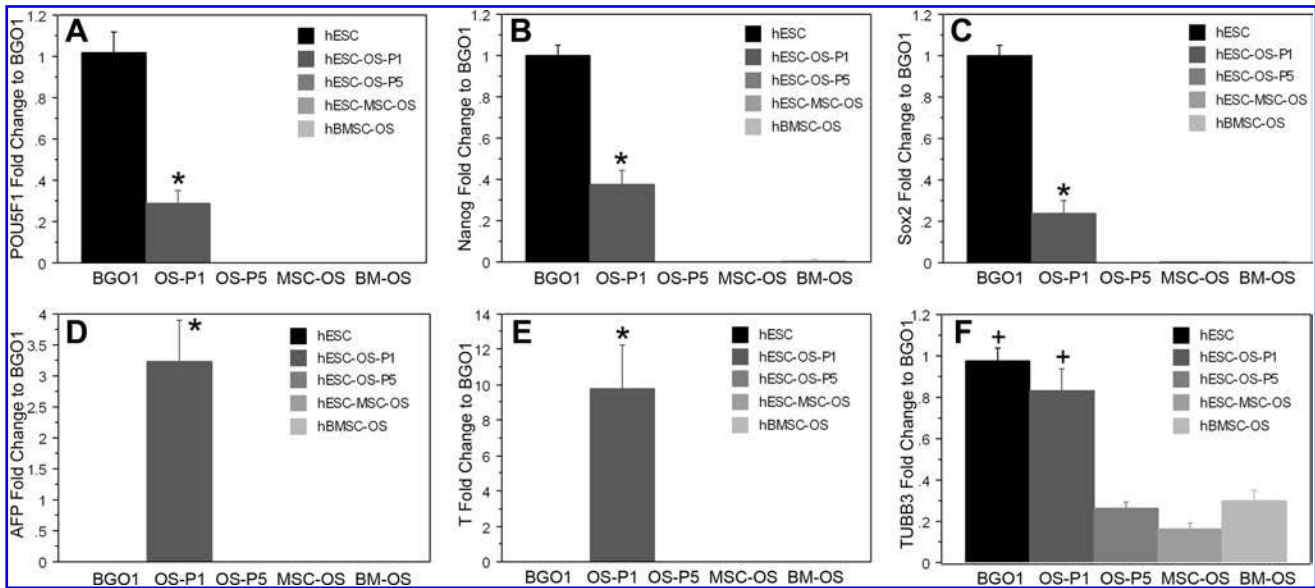 A
POU5F1 Fold Change to BGO1
1.2
1
.8
.6
.4
.2
0
*
hESC
hESC-OS-P1
hESC-OS-P5
hESC-MSC-OS
hBMSC-OS
BGO1 OS-P1 OS-P5 MSC-OS BM-OS
B
Nanog Fold Change to BGO1
1.2
1
.8
.6
.4
.2
0
*
hESC
hESC-OS-P1
hESC-OS-P5
hESC-MSC-OS
hBMSC-OS
BGO1 OS-P1 OS-P5 MSC-OS BM-OS
C
Sox2 Fold Change to BGO1
1.2
1
.8
.6
.4
.2
0
*
hESC
hESC-OS-P1
hESC-OS-P5
hESC-MSC-OS
hBMSC-OS
BGO1 OS-P1 OS-P5 MSC-OS BM-OS
D
AFP Fold Change to BGO1
4
3.5
3
2.5
2
1.5
1
.5
0
*
hESC
hESC-OS-P1
hESC-OS-P5
hESC-MSC-OS
hBMSC-OS
BGO1 OS-P1 OS-P5 MSC-OS BM-OS
E
T Fold Change to BGO1
14
12
10
8
6
4
2
0
*
hESC
hESC-OS-P1
hESC-OS-P5
hESC-MSC-OS
hBMSC-OS
BGO1 OS-P1 OS-P5 MSC-OS BM-OS
F
TUBB3 Fold Change to BGO1
1.2
1
.8
.6
.4
.2
0
+
+
hESC
hESC-OS-P1
hESC-OS-P5
hESC-MSC-OS
hBMSC-OS
BGO1 OS-P1 OS-P5 MSC-OS BM-OS